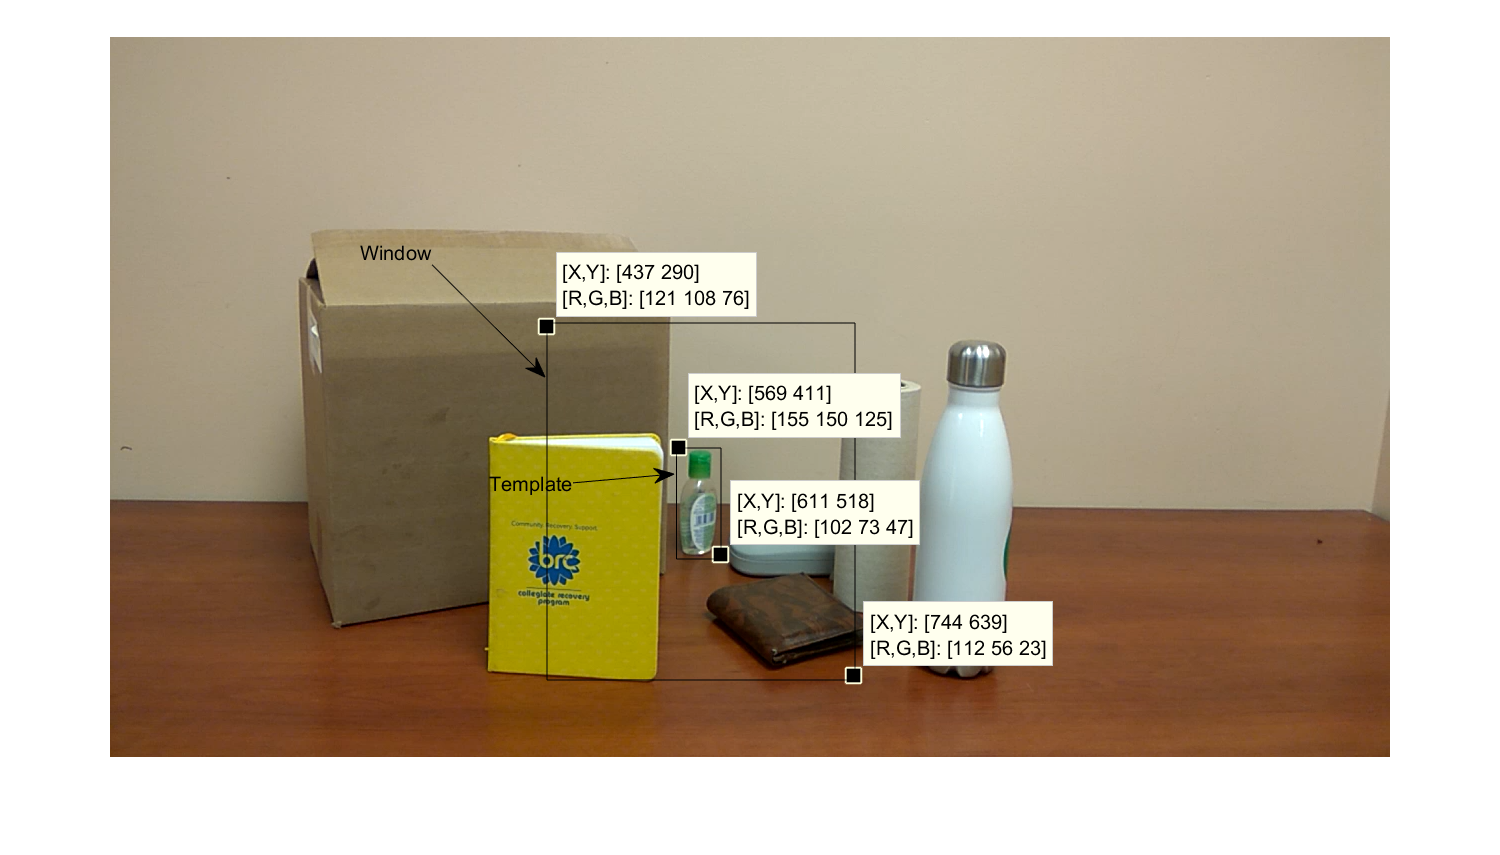 Window
[X,Y]: [437 290]
[R,G,B]: [121 108 76]
[X,Y]: [569 411]
[R,G,B]: [155 150 125]
Template
[X,Y]: [611 518]
[R,G,B]: [102 73 47]
Community Recovery Support
brc
collegiate recovery
program
[X,Y]: [744 639]
[R,G,B]: [112 56 23]